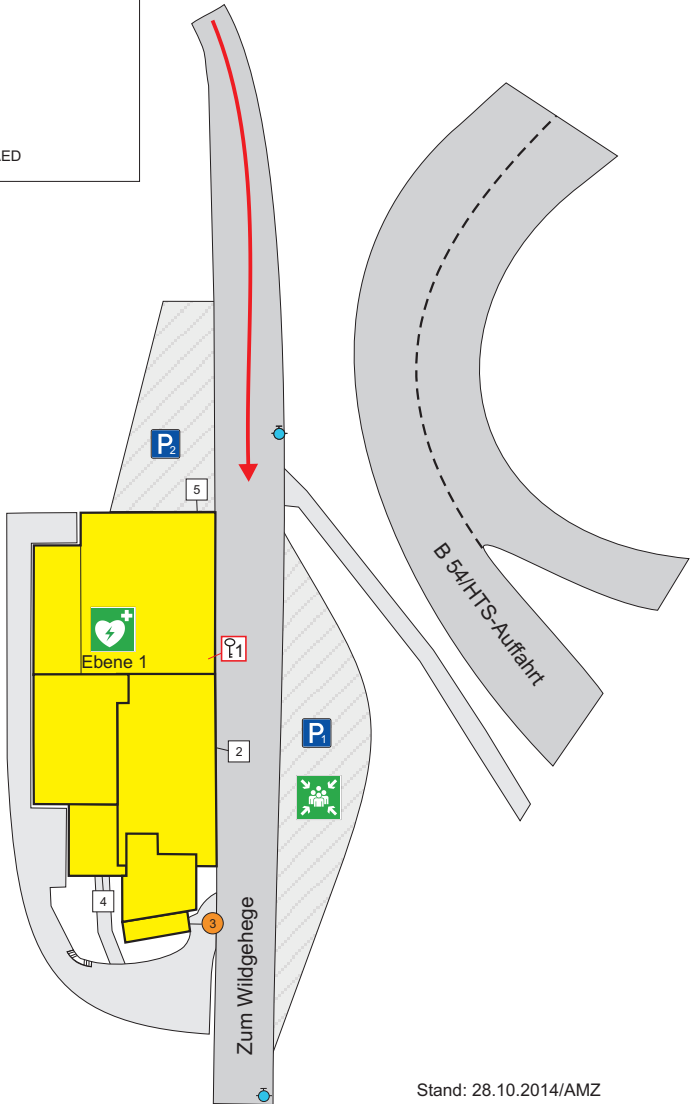 ED
P2
5
B 54/HTS-Auffahrt
Ebene 1
1
P1
2
4
3
Zum Wildgehege
Stand: 28.10.2014/AMZ